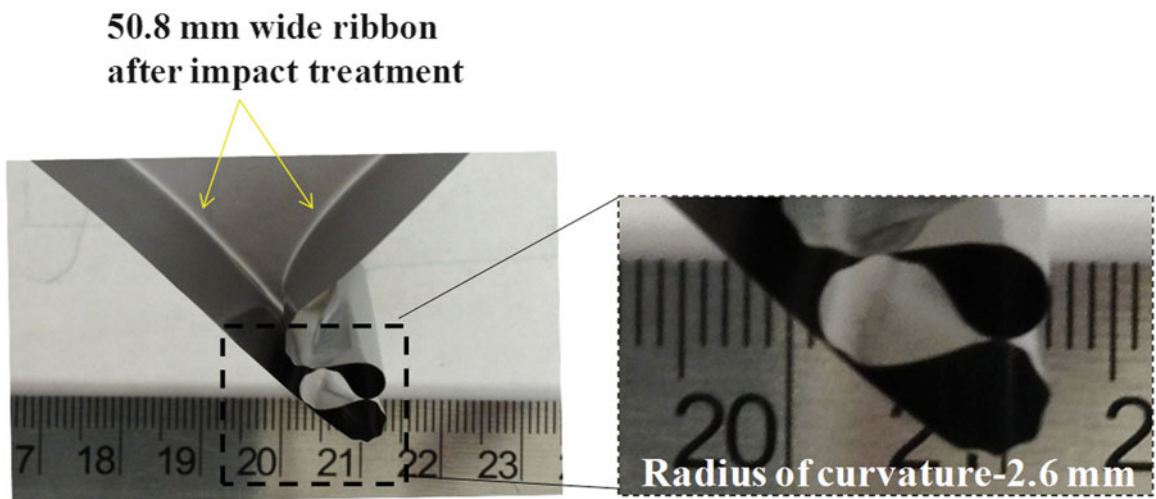 50.8 mm wide ribbon
after impact treatment
7 18 19 20 21 22 23
20 2
Radius of curvature-2.6 mm